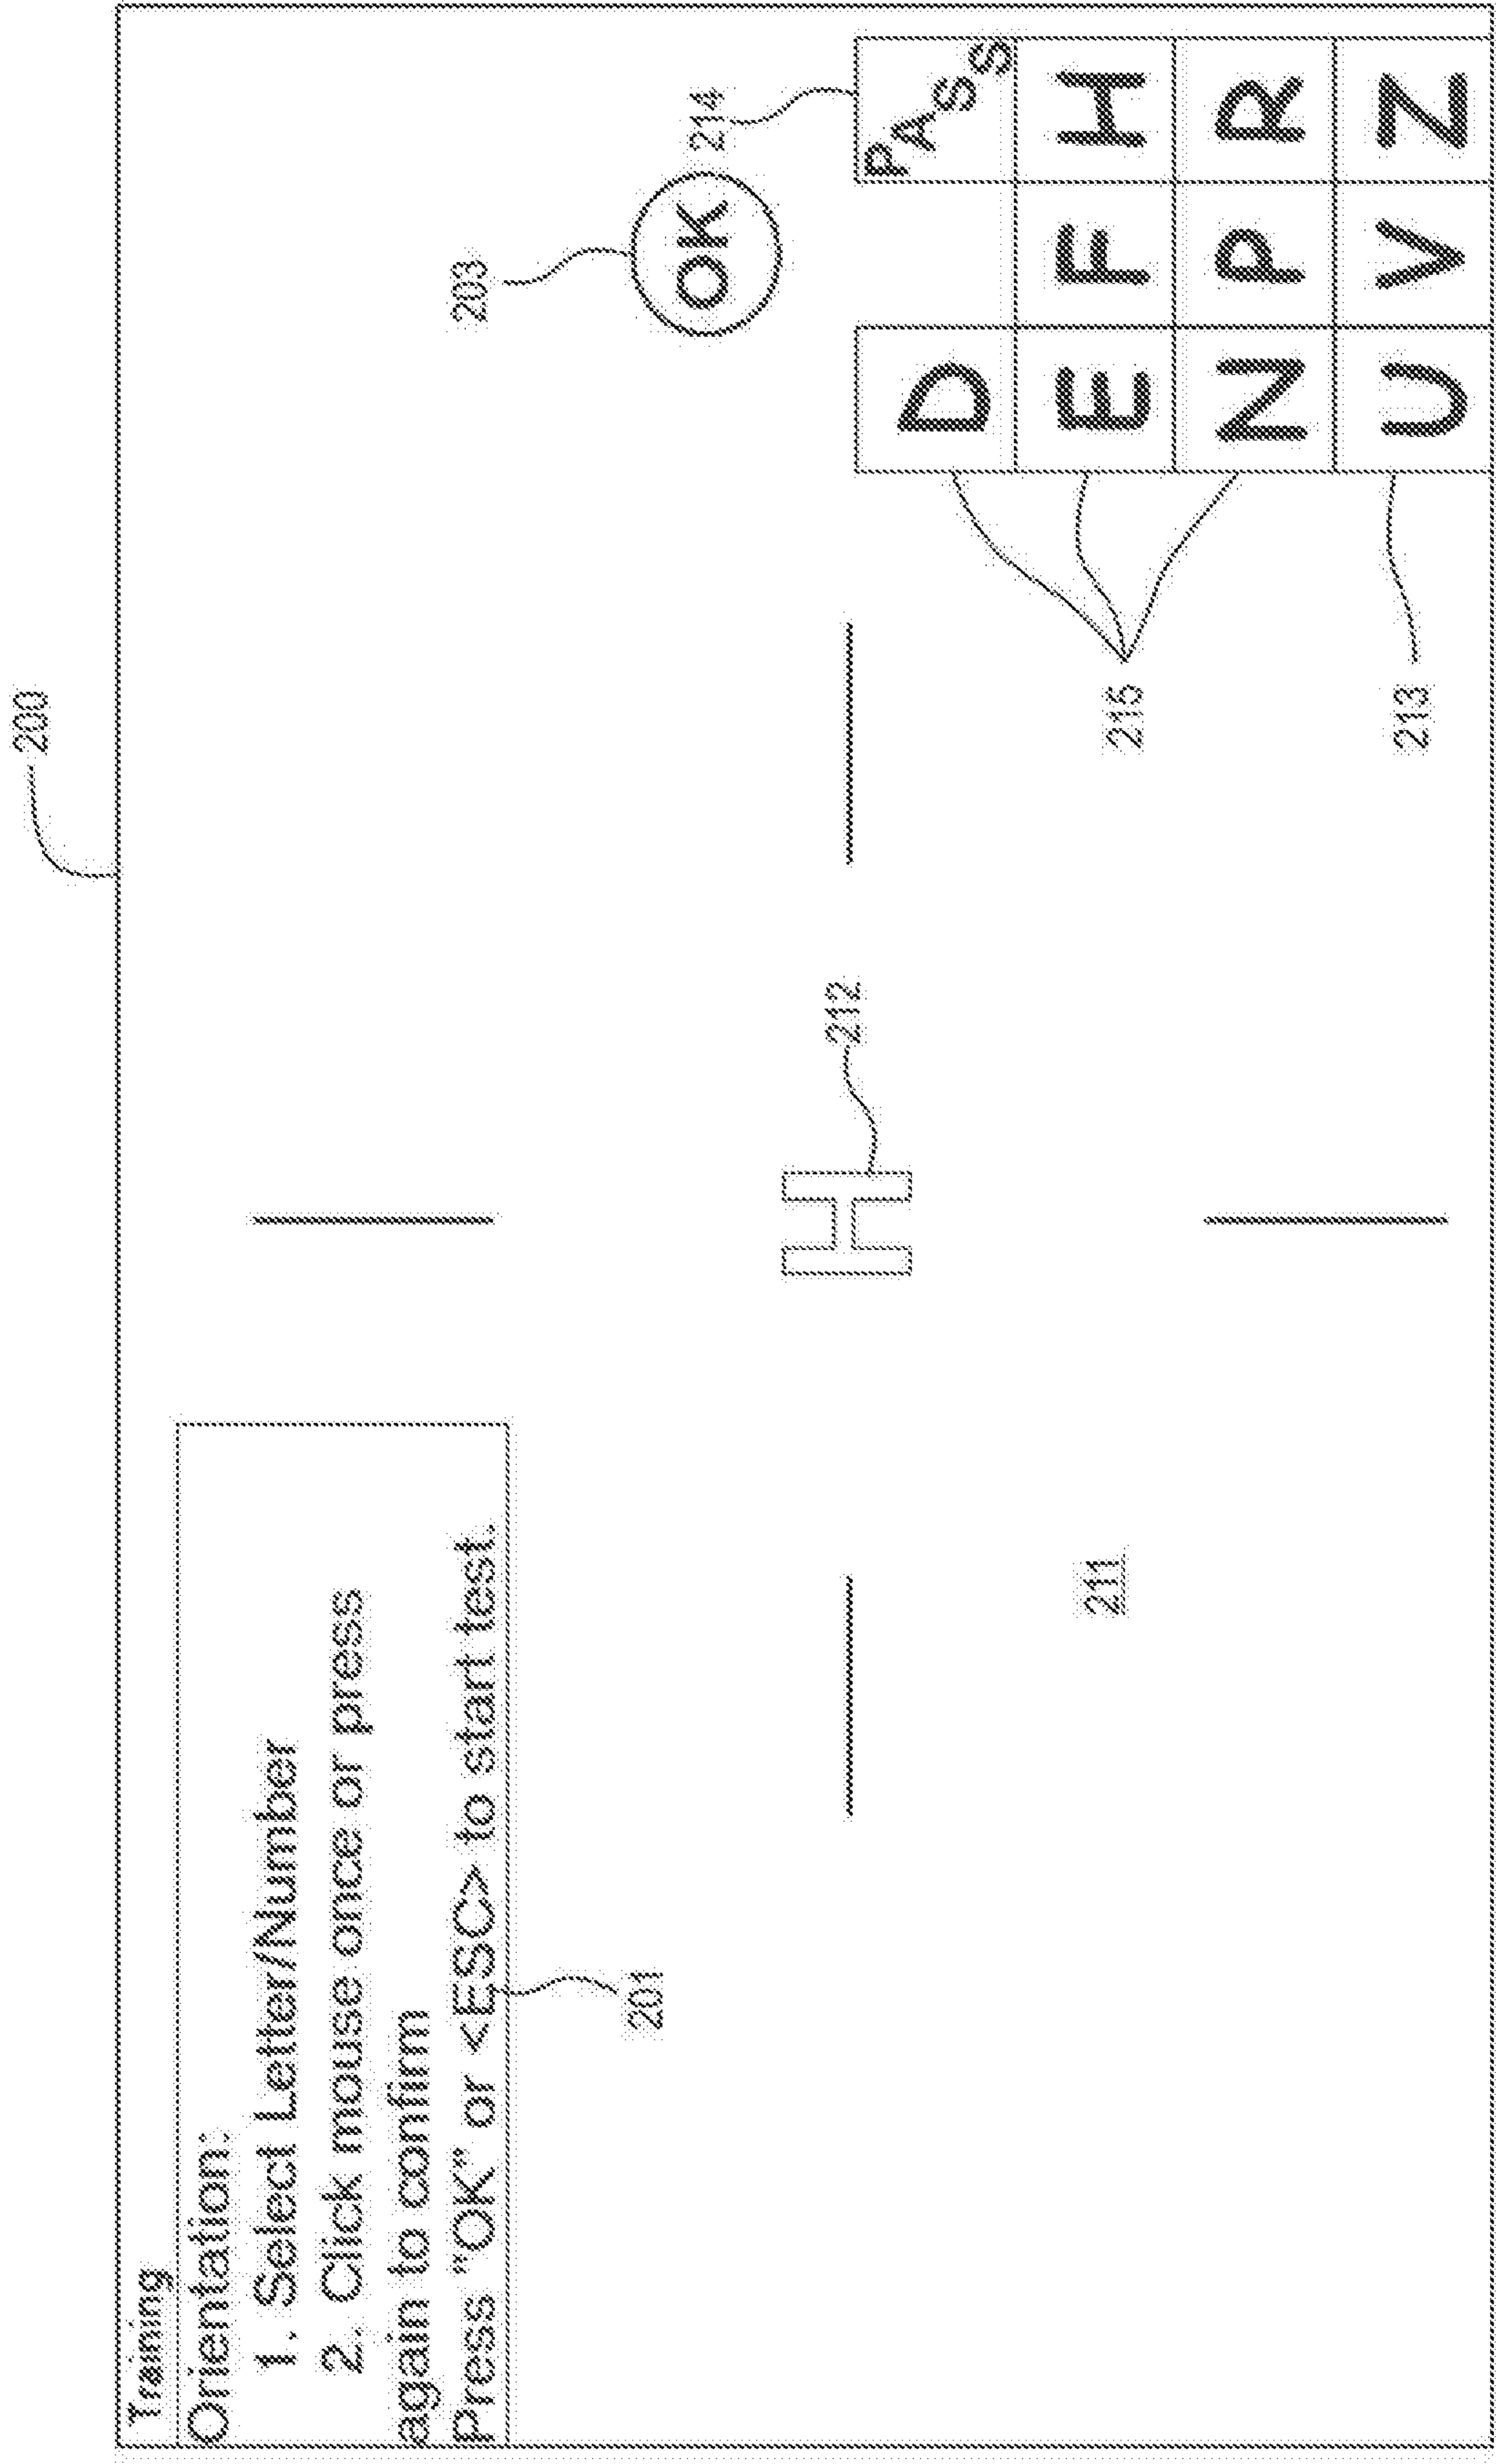 200
Training
Orientation:
1. Select Letter/Number
2. Click mouse once or press
again to confirm
Press "OK" or <ESC> to start test.
201
203
OK
214
212
211
D
PASS
E F H
N P R
U V Z
215
213
H